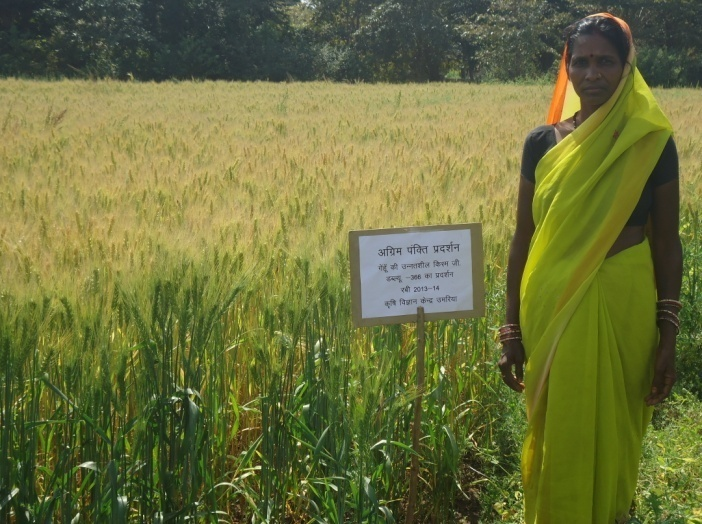 अग्रिम पंक्ति प्रदर्शन
गेहूँ की उन्नतशील किस्म जी.
डब्ल्यू. –366 का प्रदर्शन
रबी 2013–14
कृषि विज्ञान केन्द्र उमरिया